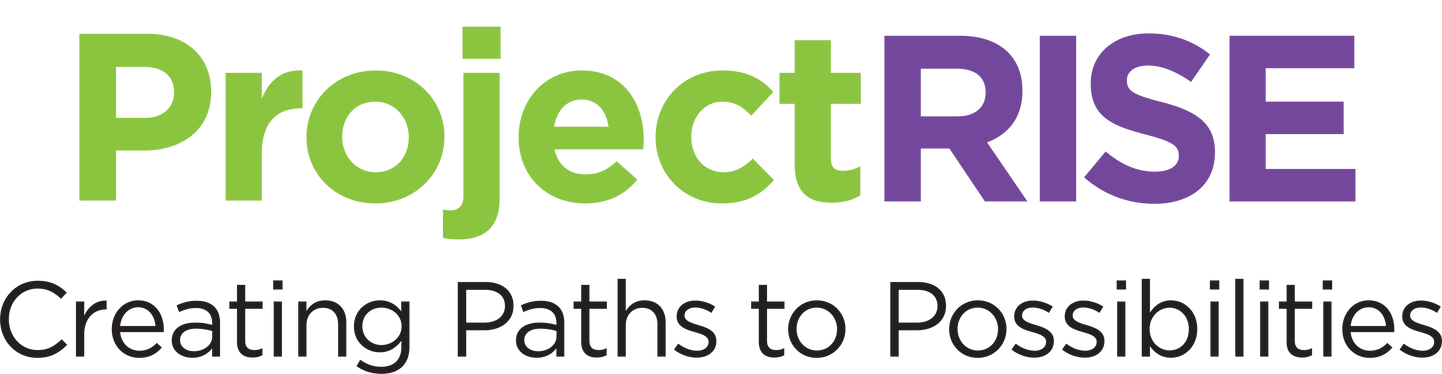 ProjectRISE
Creating Paths to Possibilities